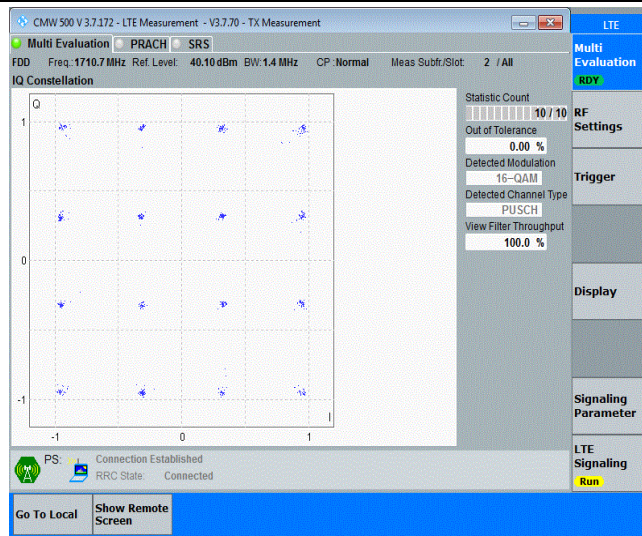 CMW 500 V 3.7.172 - LTE Measurement - V3.7.70 - TX Measurement
LTE
Multi Evaluation PRACH SRS
Multi
Evaluation
RDY
FDD Freq.:1710.7 MHz Ref. Level: 40.10 dBm BW:1.4 MHz CP :Normal Meas Subfr./Slot: 2 / All
IQ Constellation
Q
1
0
-1
I
-1 0 1
Statistic Count
10 / 10
Out of Tolerance
0.00 %
Detected Modulation
16-QAM
Detected Channel Type
PUSCH
View Filter Throughput
100.0 %
RF
Settings
Trigger
Display
Signaling
Parameter
LTE
Signaling
Run
PS: Connection Established
RRC State: Connected
Go To Local
Show Remote
Screen